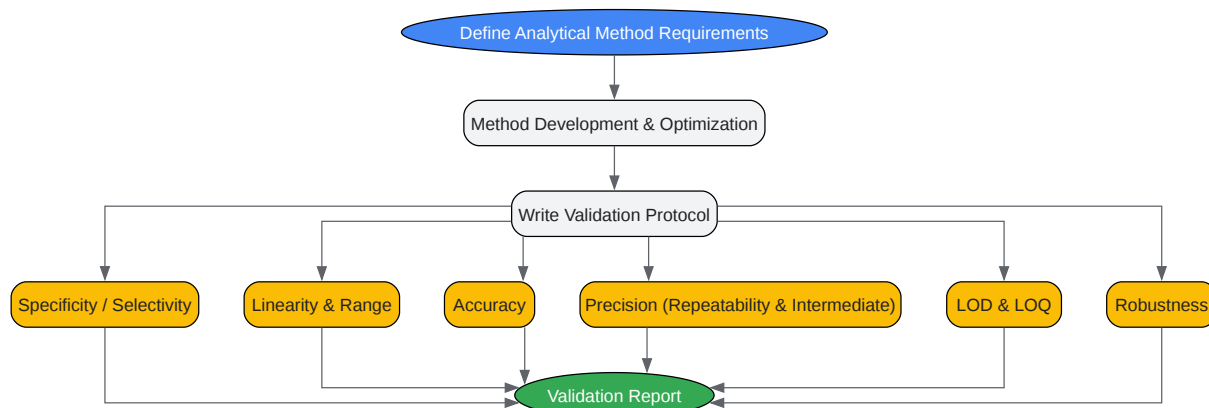 Define Analytical Method Requirements
Method Development & Optimization
Write Validation Protocol
Specificity / Selectivity
Linearity & Range
Accuracy
Precision (Repeatability & Intermediate)
LOD & LOQ
Robustness
Validation Report